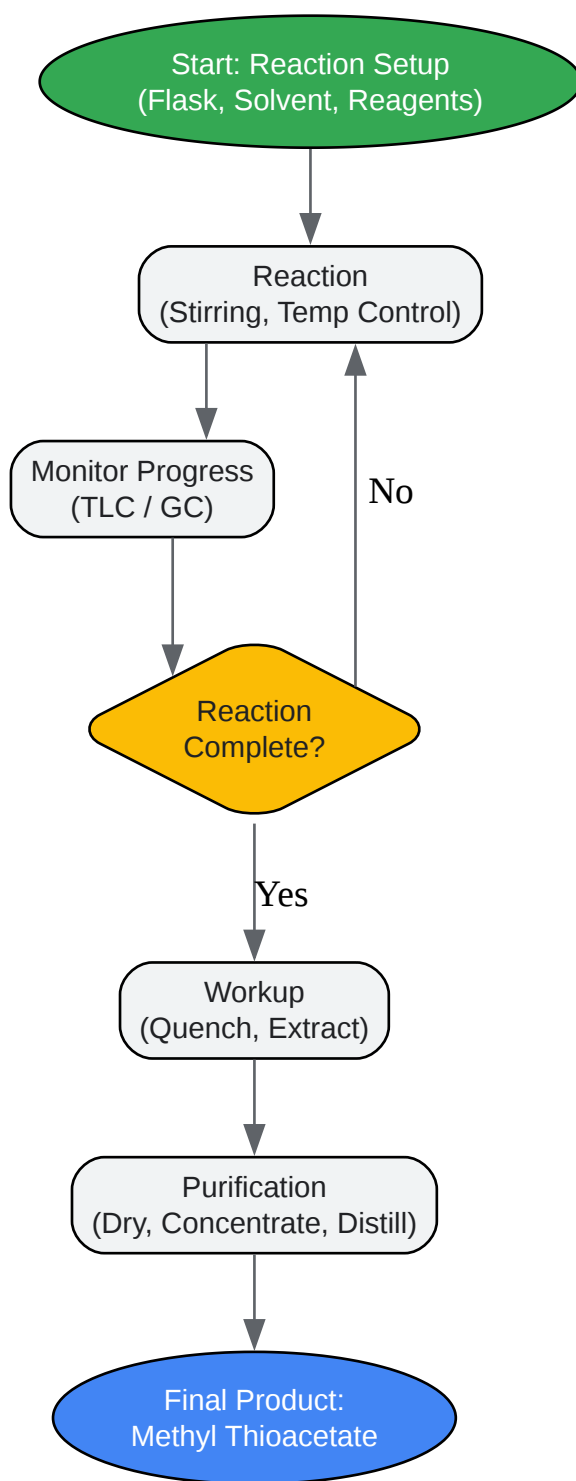 Start: Reaction Setup
(Flask, Solvent, Reagents)
Reaction
(Stirring, Temp Control)
Monitor Progress
(TLC / GC)
No
Reaction
Complete?
Yes
Workup
(Quench, Extract)
Purification
(Dry, Concentrate, Distill)
Final Product:
Methyl Thioacetate